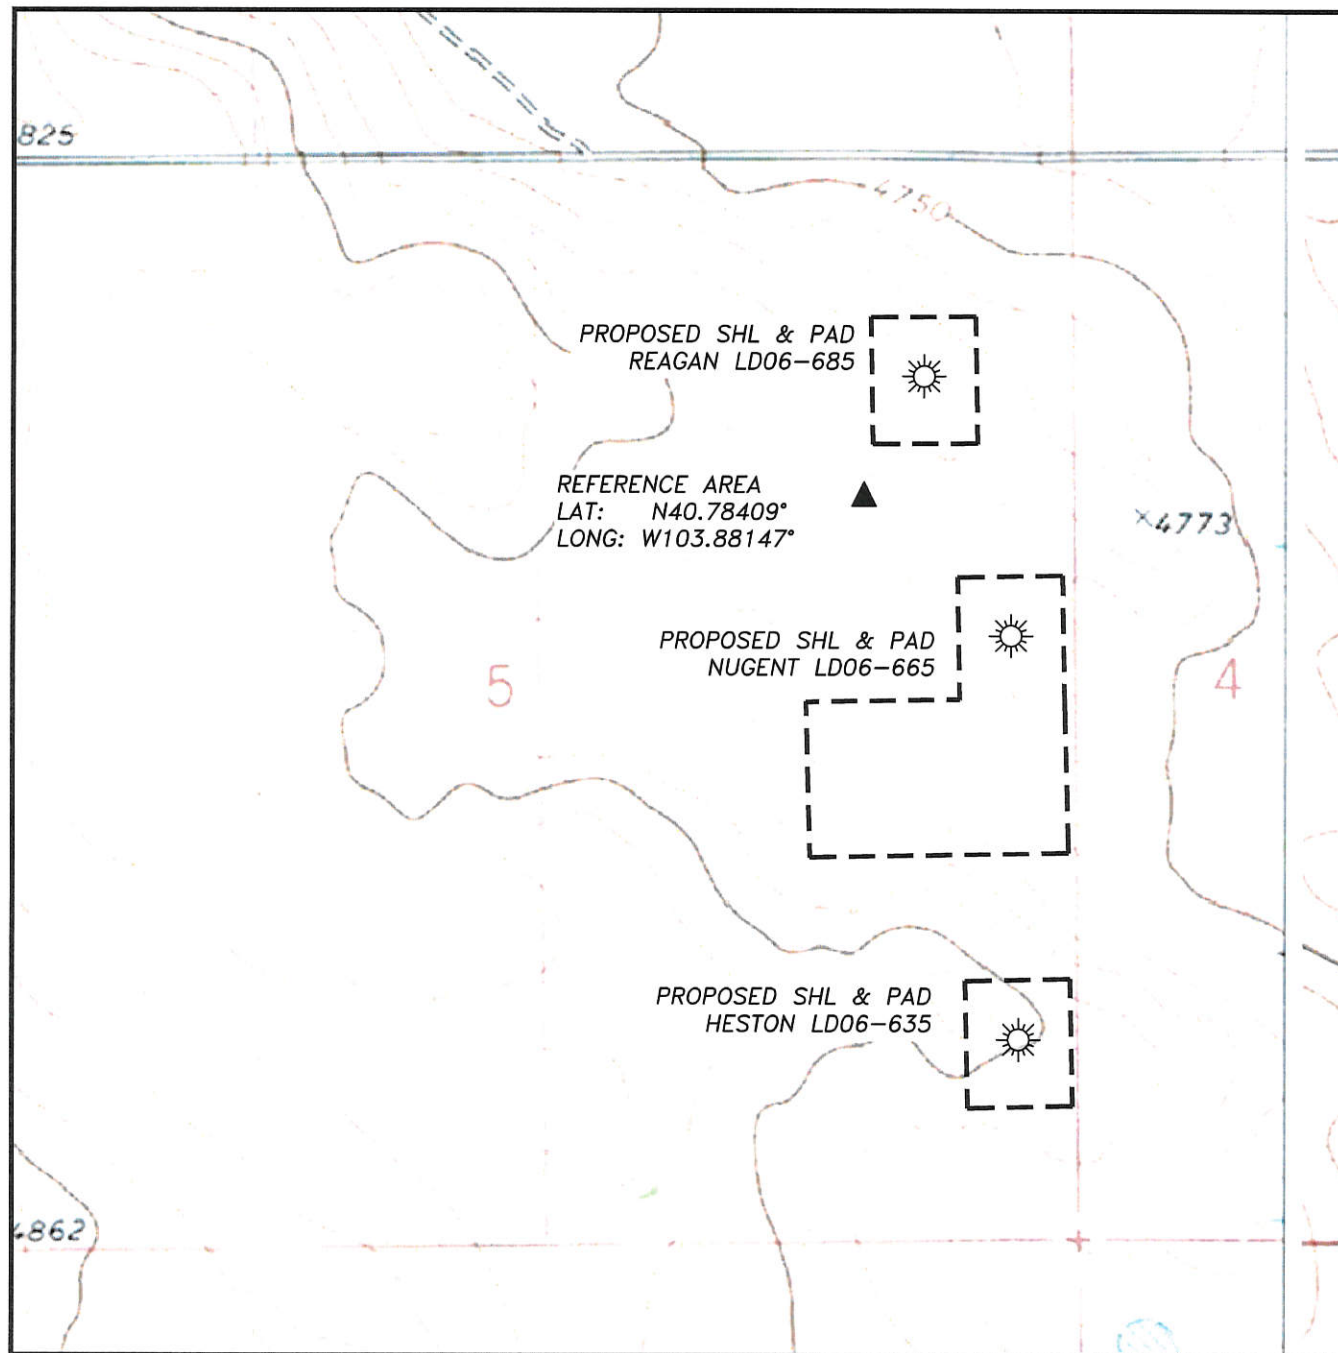 825
4750
PROPOSED SHL & PAD
REAGAN LD06-685
REFERENCE AREA
LAT: N40.78409°
LONG: W103.88147°
4773
PROPOSED SHL & PAD
NUGENT LD06-665
5
4
PROPOSED SHL & PAD
HESTON LD06-635
4862